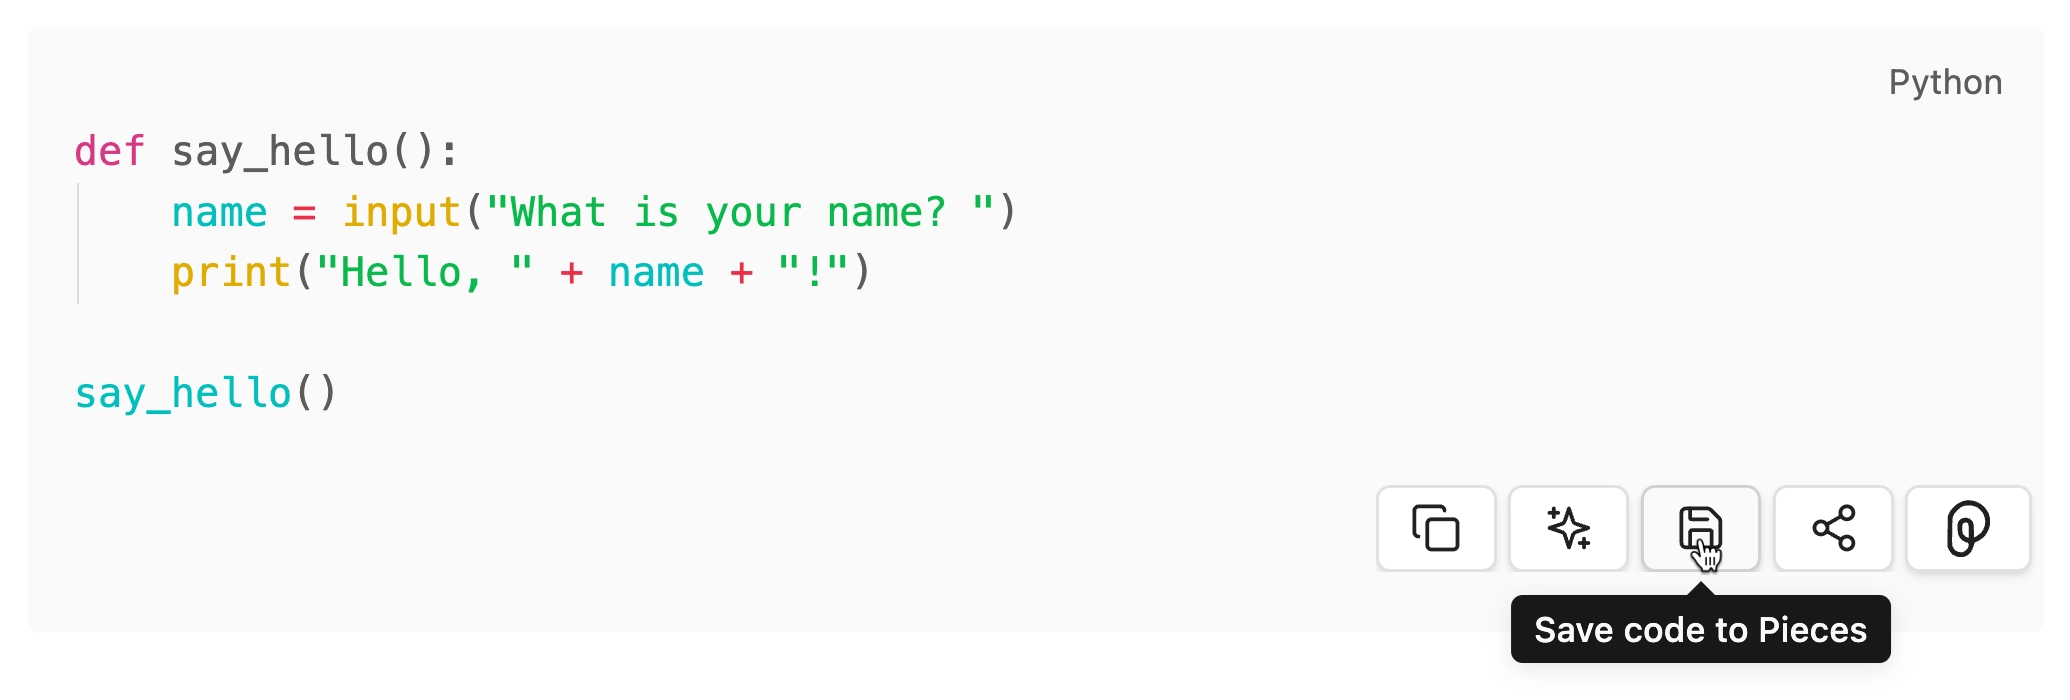 Python
def say_hello():
    name = input("What is your name? ")
    print("Hello, " + name + "!")
say_hello()
Save code to Pieces